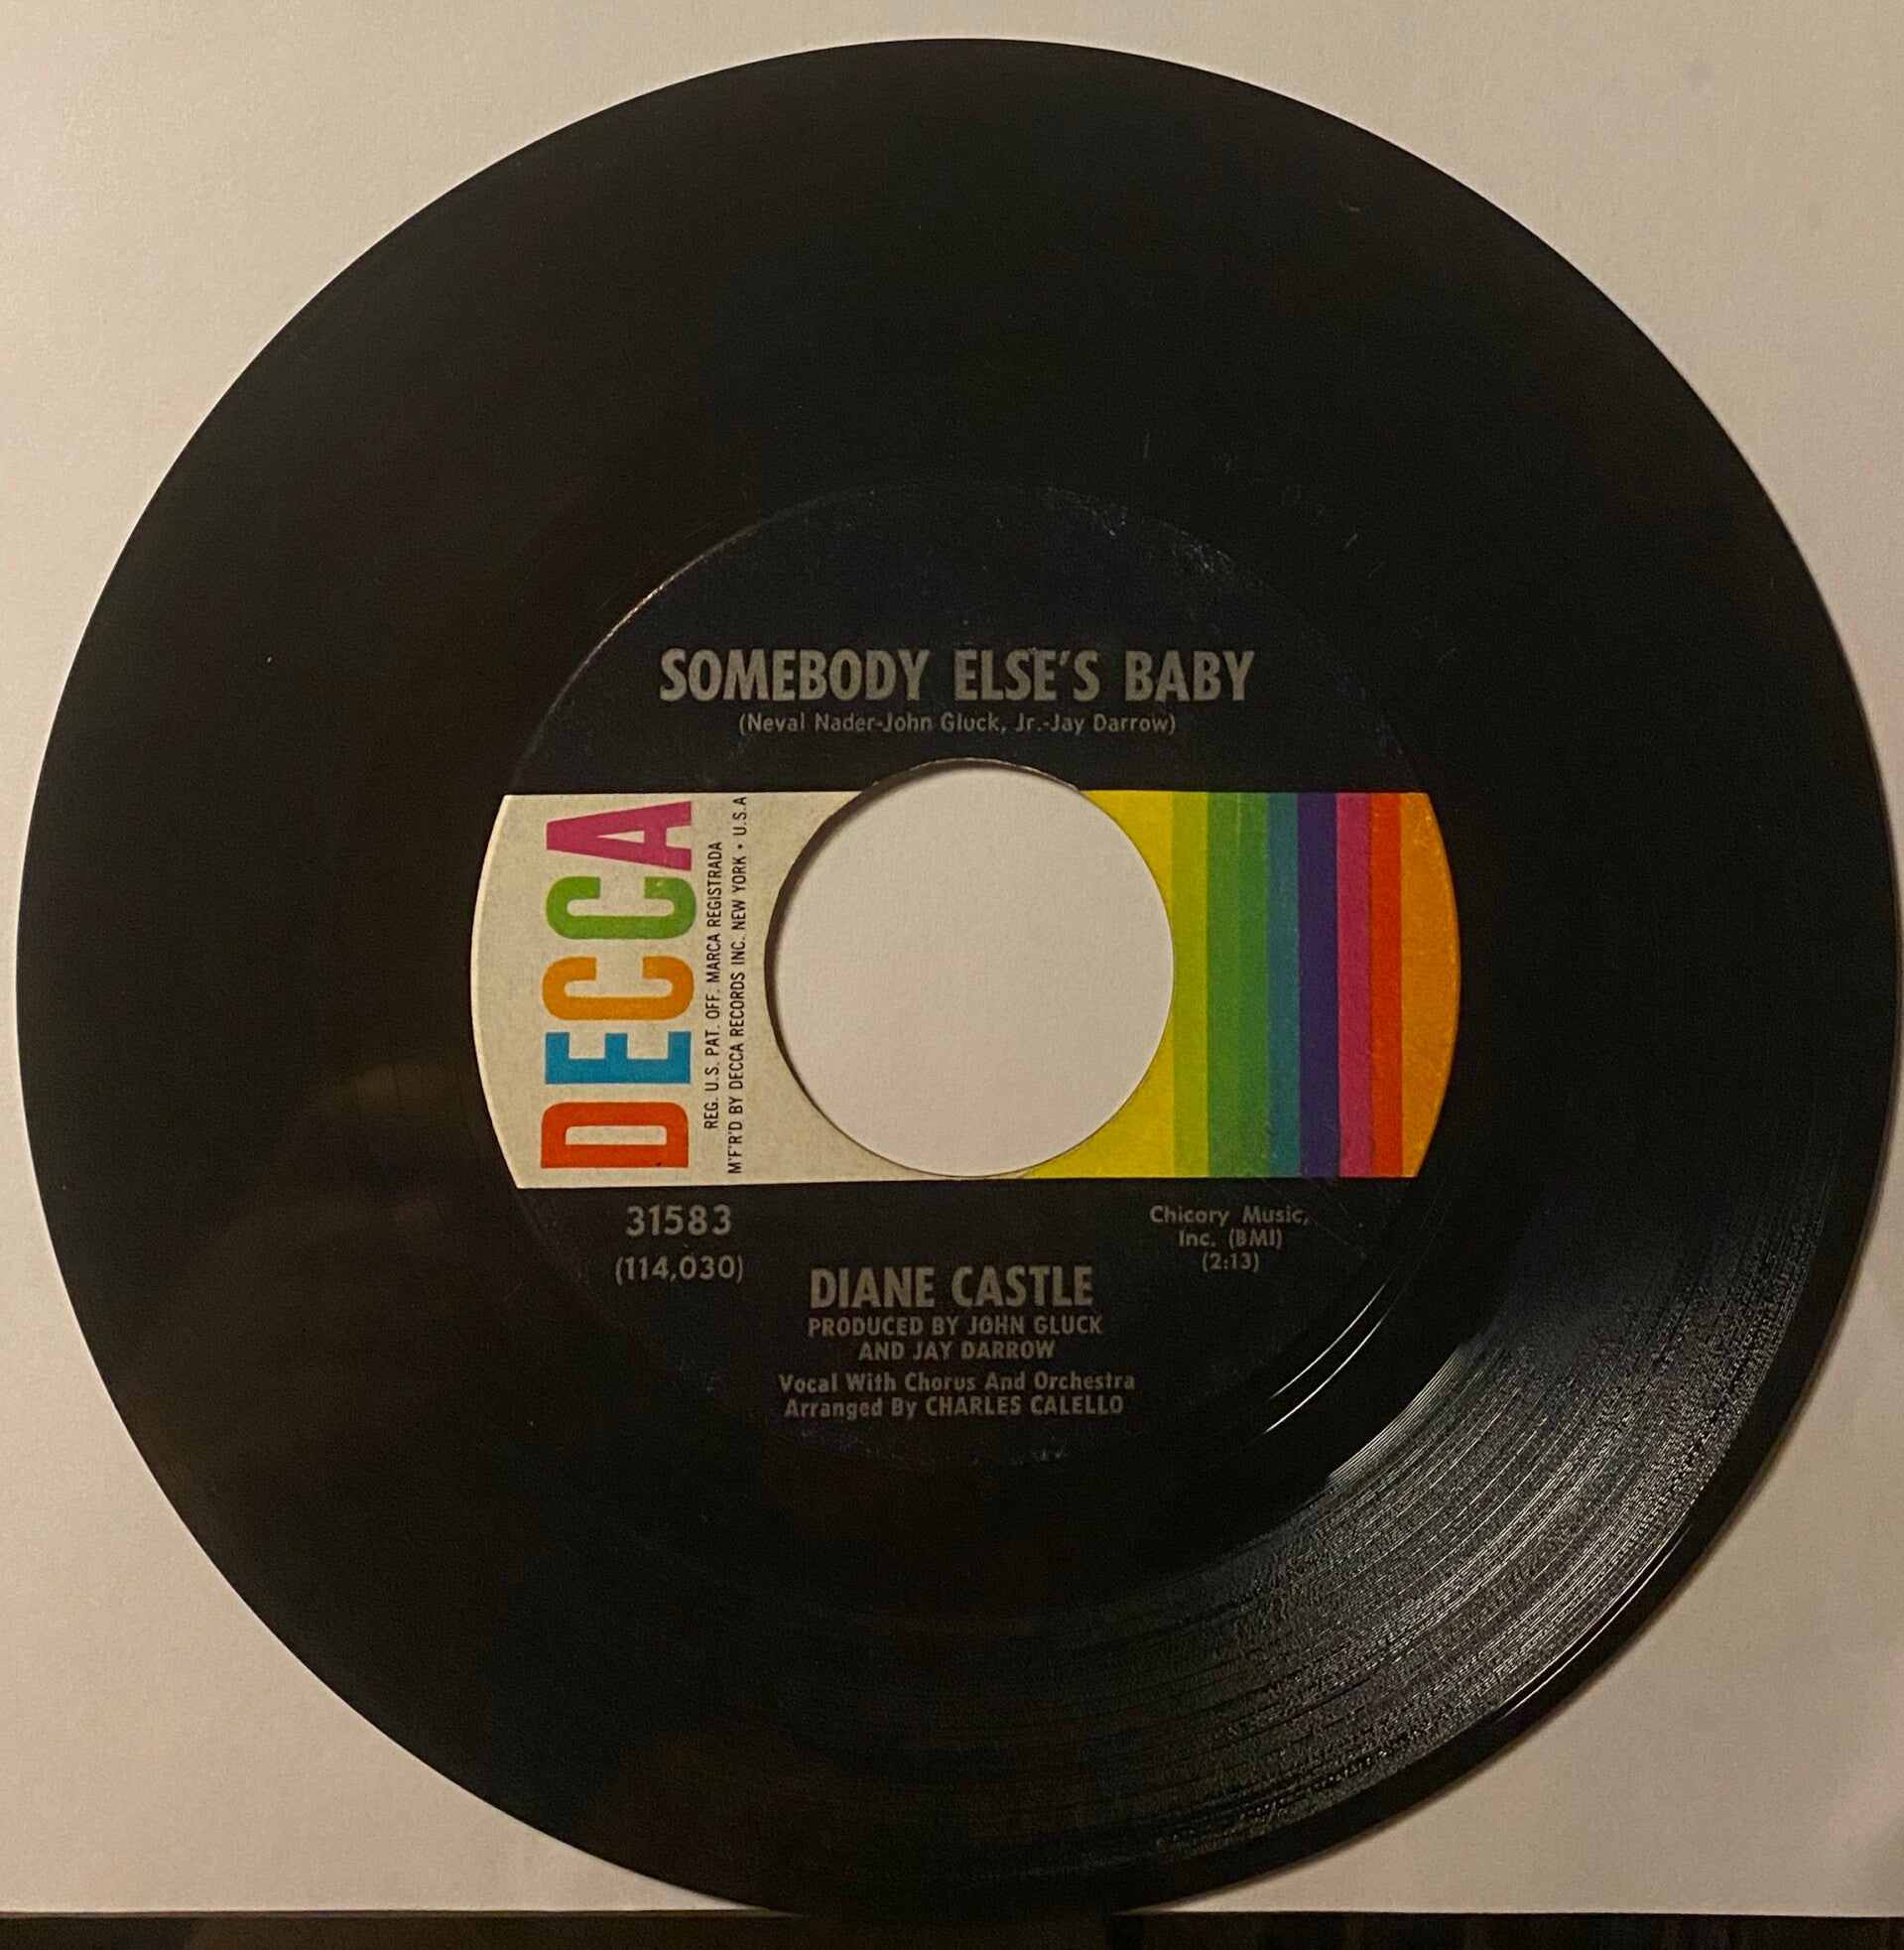 SOMEBODY ELSE'S BABY
(Neval Nader-John Gluck, Jr.-Jay Darrow)
DECCA
REG. U.S. PAT. OFF. MARCA REGISTRADA
M'F'R'D BY DECCA RECORDS INC. NEW YORK • U.S.A
31583
(114,030)
Chicory Music,
Inc. (BMI)
(2:13)
DIANE CASTLE
PRODUCED BY JOHN GLUCK
AND JAY DARROW
Vocal With Chorus And Orchestra
Arranged By CHARLES CALELLO